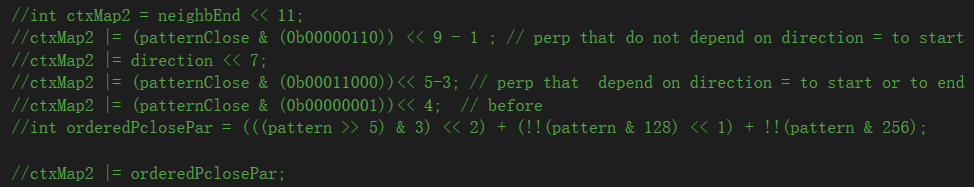 //int ctxMap2 = neighbEnd << 11;
//ctxMap2 |= (patternClose & (0b00000110)) << 9 - 1 ; // perp that do not depend on direction = to start
//ctxMap2 |= direction << 7;
//ctxMap2 |= (patternClose & (0b00011000))<< 5-3; // perp that  depend on direction = to start or to end
//ctxMap2 |= (patternClose & (0b00000001))<< 4;  // before
//int orderedPclosePar = (((pattern >> 5) & 3) << 2) + (!!(pattern & 128) << 1) + !!(pattern & 256);
//ctxMap2 |= orderedPclosePar;